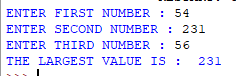 ENTER FIRST NUMBER : 54
ENTER SECOND NUMBER : 231
ENTER THIRD NUMBER : 56
THE LARGEST VALUE IS :  231
>>>